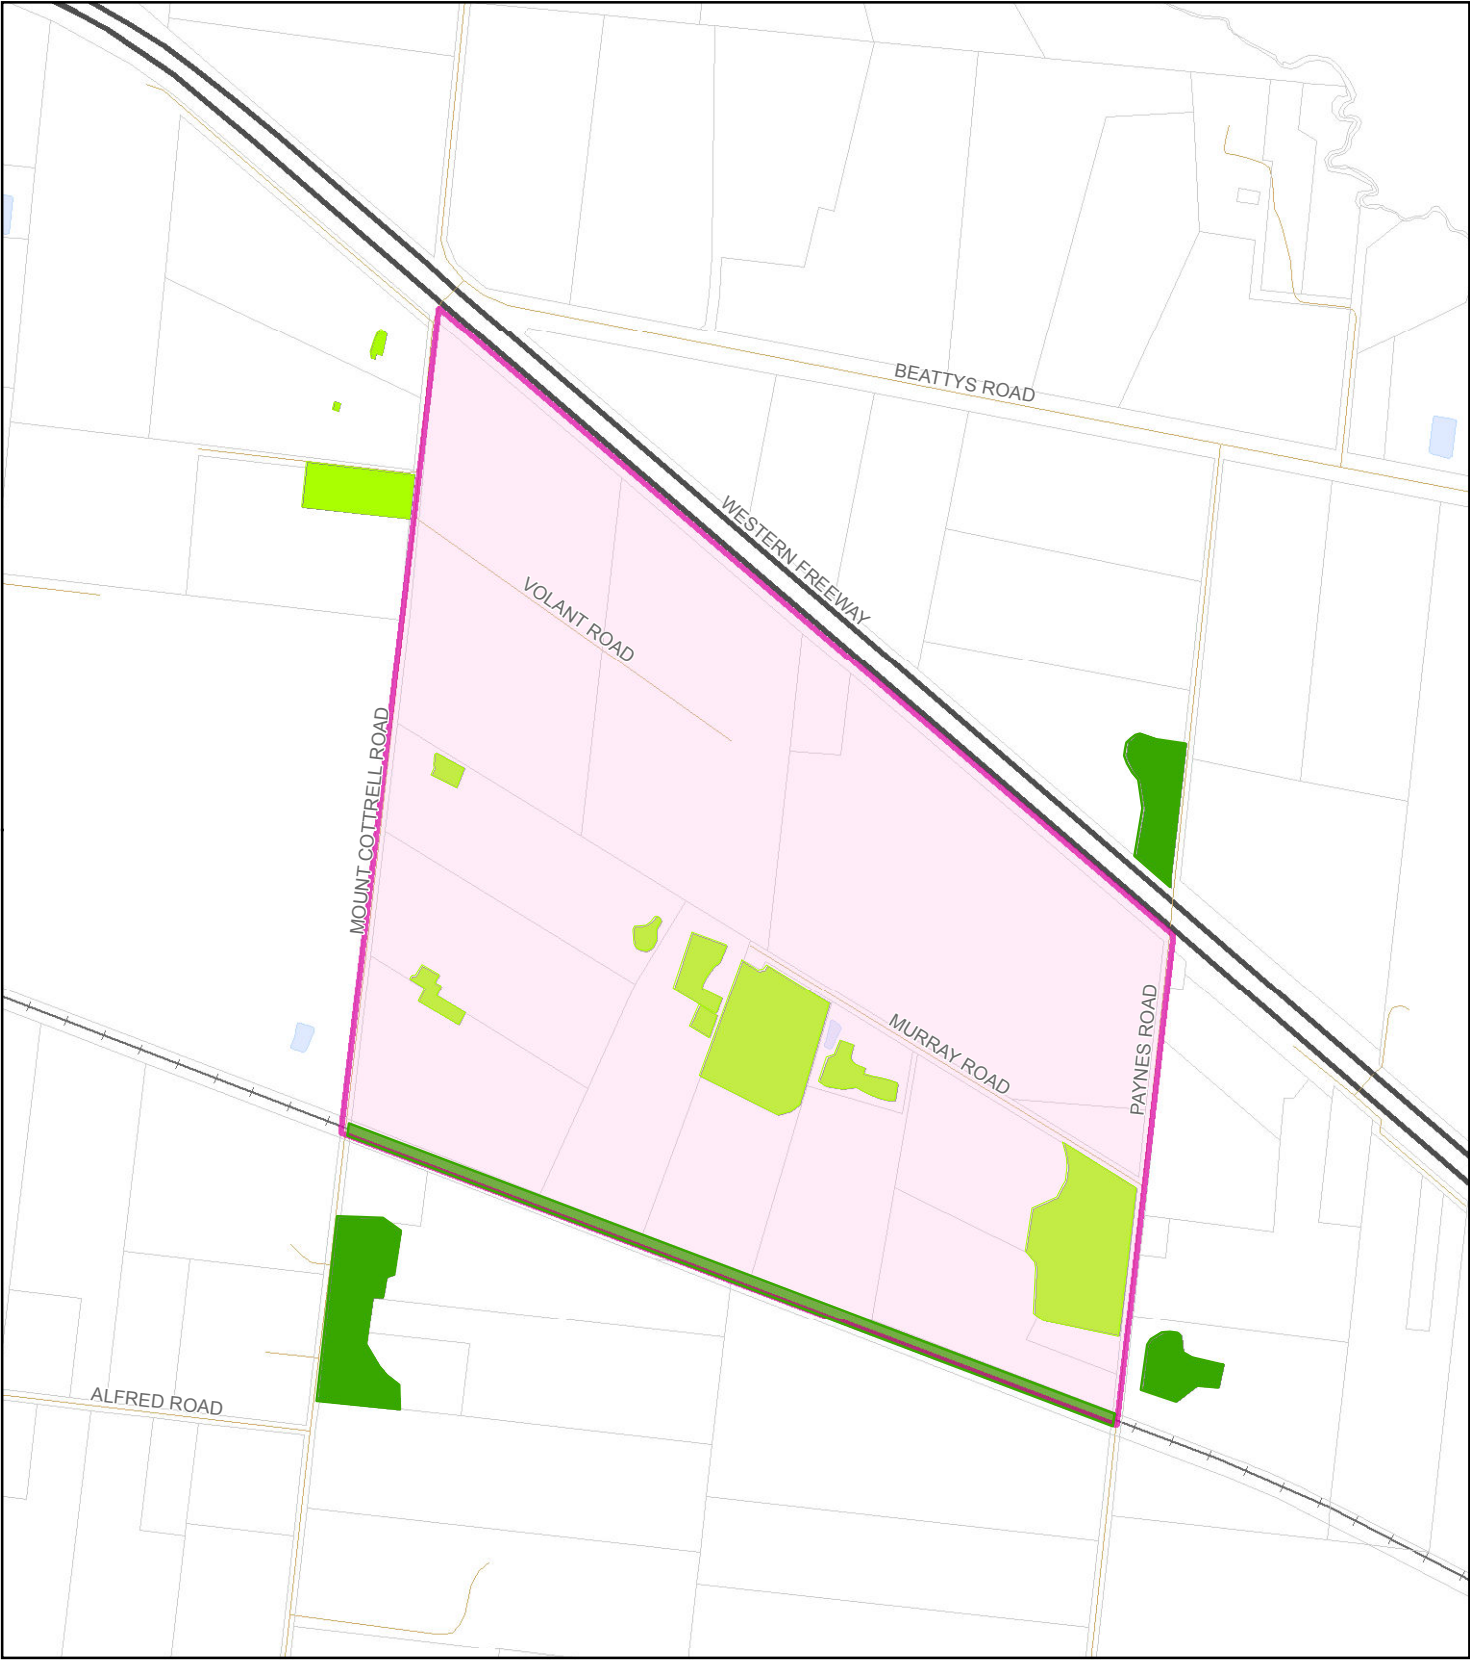 BEATTYS ROAD
WESTERN FREEWAY
VOLANT ROAD
MOUNT COTTRELL ROAD
MURRAY ROAD
PAYNES ROAD
ALFRED ROAD